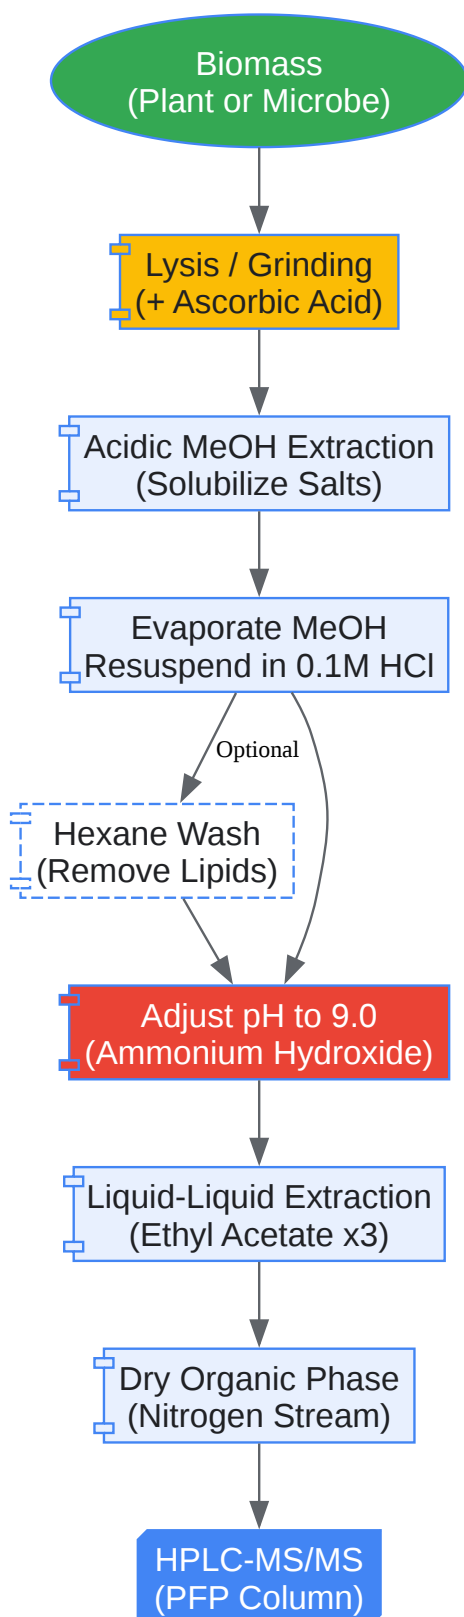 Biomass
(Plant or Microbe)
Lysis / Grinding
(+ Ascorbic Acid)
Acidic MeOH Extraction
(Solubilize Salts)
Evaporate MeOH
Resuspend in 0.1M HCl
Optional
Hexane Wash
(Remove Lipids)
Adjust pH to 9.0
(Ammonium Hydroxide)
Liquid-Liquid Extraction
(Ethyl Acetate x3)
Dry Organic Phase
(Nitrogen Stream)
HPLC-MS/MS
(PFP Column)